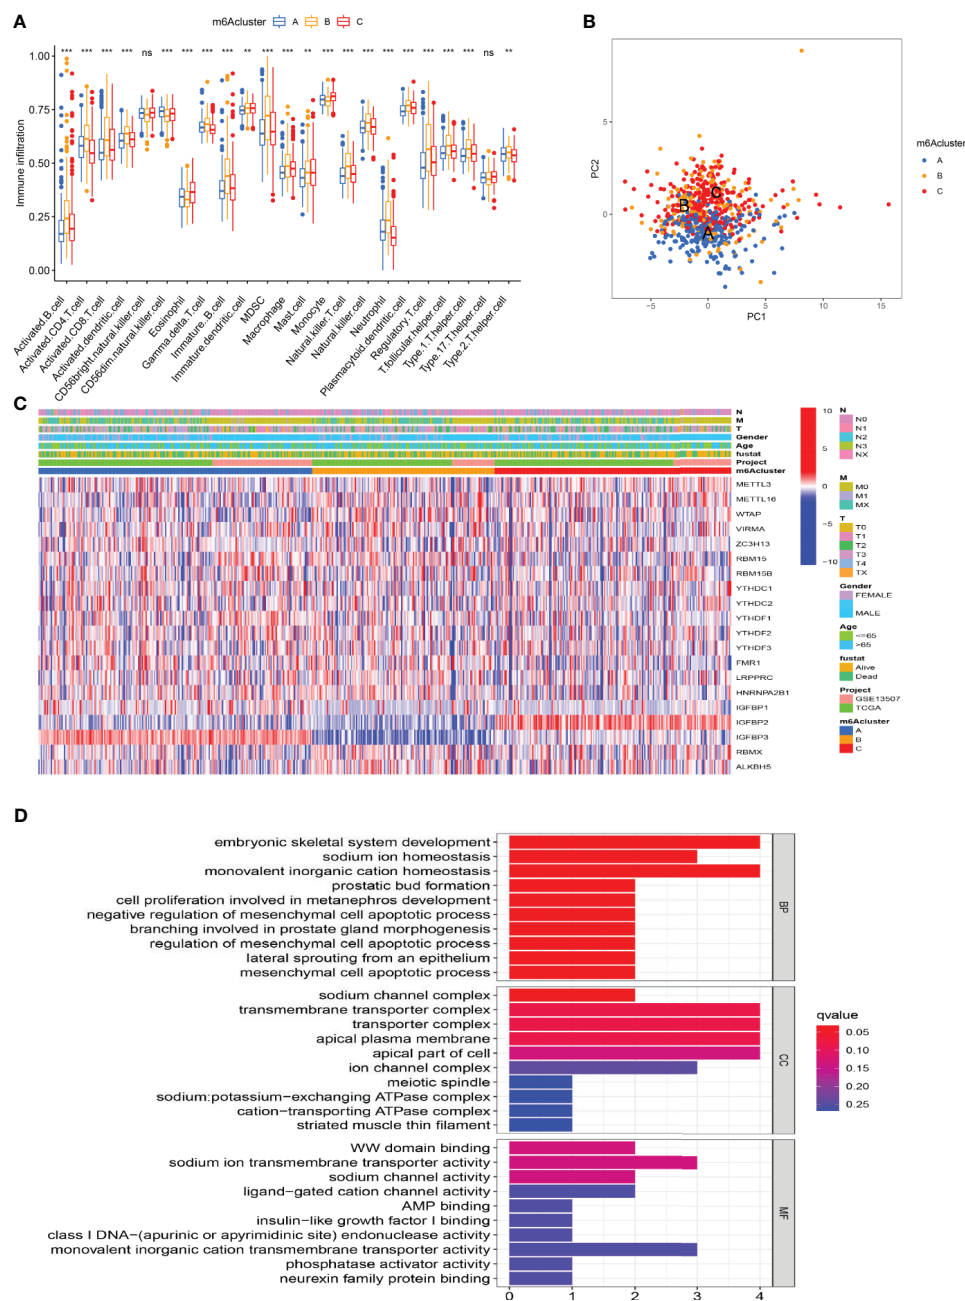 A
m6Acluster A B C
*** *** *** *** ns *** *** *** *** ** *** *** ** *** *** *** *** *** *** *** *** ns **
Immune infiltration
1.00
0.75
0.50
0.25
0.00
Activated.B.cell
Activated.CD4.T.cell
Activated.CD8.T.cell
Activated.dendritic.cell
CD56bright.natural.killer.cell
CD56dim.natural.killer.cell
Eosinophil
Gamma.delta.T.cell
Immature..B.cell
Immature.dendritic.cell
MDSC
Macrophage
Mast.cell
Monocyte
Natural.killer.T.cell
Natural.killer.cell
Neutrophil
Plasmacytoid.dendritic.cell
Regulatory.T.cell
T.follicular.helper.cell
Type.1.T.helper.cell
Type.17.T.helper.cell
Type.2.T.helper.cell
B
PC2
5
0
−5
0
5
10
15
PC1
A
B
C
m6Acluster
A
B
C
C
N
M
T
Gender
Age
fustat
Project
m6Acluster
METTL3
METTL16
WTAP
VIRMA
ZC3H13
RBM15
RBM15B
YTHDC1
YTHDC2
YTHDF1
YTHDF2
YTHDF3
FMR1
LRPPRC
HNRNPA2B1
IGFBP1
IGFBP2
IGFBP3
RBMX
ALKBH5
10
5
0
−5
−10
N
N0
N1
N2
N3
NX
M
M0
M1
MX
T
T0
T1
T2
T3
T4
TX
Gender
FEMALE
MALE
Age
<=65
>65
fustat
Alive
Dead
Project
GSE13507
TCGA
m6Acluster
A
B
C
D
embryonic skeletal system development
sodium ion homeostasis
monovalent inorganic cation homeostasis
prostatic bud formation
cell proliferation involved in metanephros development
negative regulation of mesenchymal cell apoptotic process
branching involved in prostate gland morphogenesis
regulation of mesenchymal cell apoptotic process
lateral sprouting from an epithelium
mesenchymal cell apoptotic process
BP
sodium channel complex
transmembrane transporter complex
transporter complex
apical plasma membrane
apical part of cell
ion channel complex
meiotic spindle
sodium:potassium−exchanging ATPase complex
cation−transporting ATPase complex
striated muscle thin filament
CC
WW domain binding
sodium ion transmembrane transporter activity
sodium channel activity
ligand−gated cation channel activity
AMP binding
insulin−like growth factor I binding
class I DNA−(apurinic or apyrimidinic site) endonuclease activity
monovalent inorganic cation transmembrane transporter activity
phosphatase activator activity
neurexin family protein binding
MF
0 1 2 3 4
qvalue
0.05
0.10
0.15
0.20
0.25